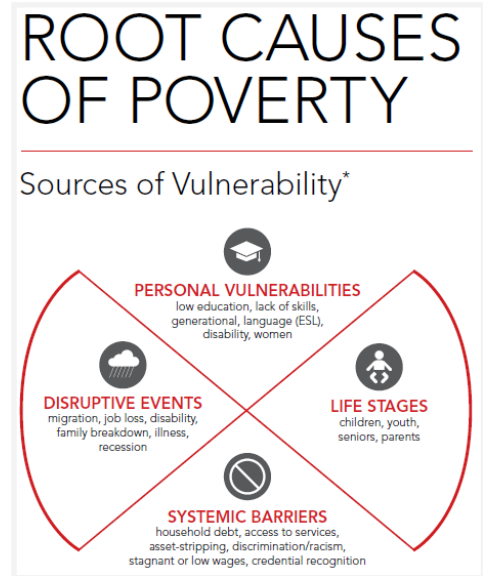 ROOT CAUSES
OF POVERTY
Sources of Vulnerability*
PERSONAL VULNERABILITIES
low education, lack of skills,
generational, language (ESL),
disability, women
DISRUPTIVE EVENTS
migration, job loss, disability,
family breakdown, illness,
recession
LIFE STAGES
children, youth,
seniors, parents
SYSTEMIC BARRIERS
household debt, access to services,
asset-stripping, discrimination/racism,
stagnant or low wages, credential recognition